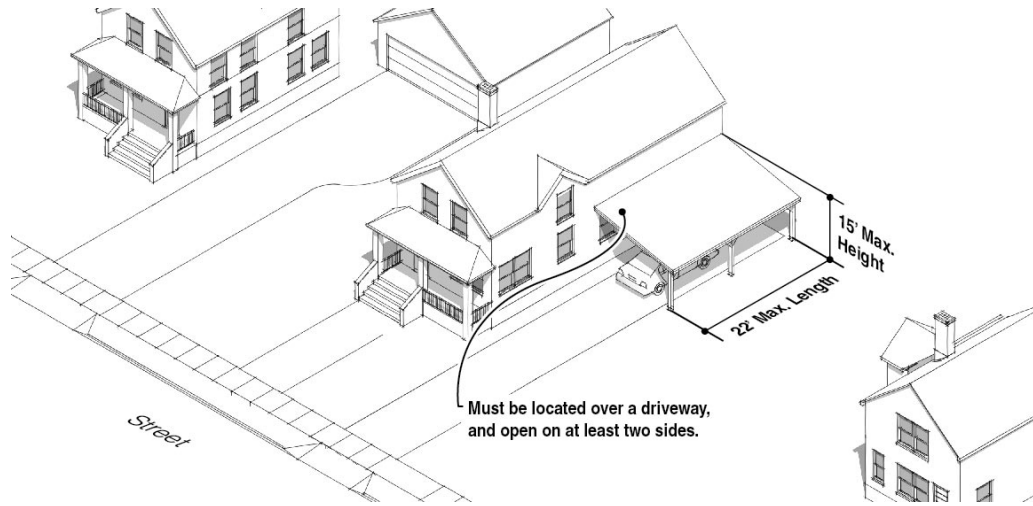 15’ Max.
Height
22’ Max. Length
Must be located over a driveway,
and open on at least two sides.
Street